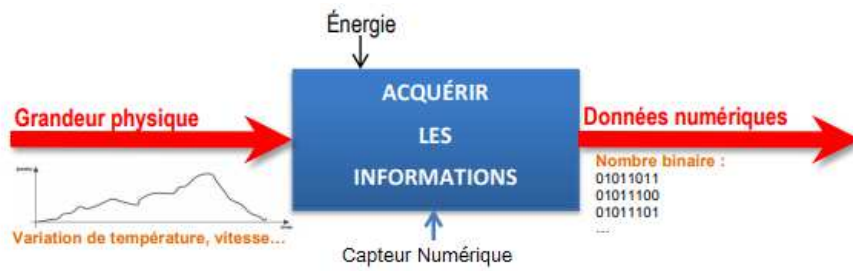 Énergie
Grandeur physique
ACQUÉRIR
LES
INFORMATIONS
Données numériques
Nombre binaire :
01011011
01011100
01011101
...
Variation de température, vitesse...
Capteur Numérique